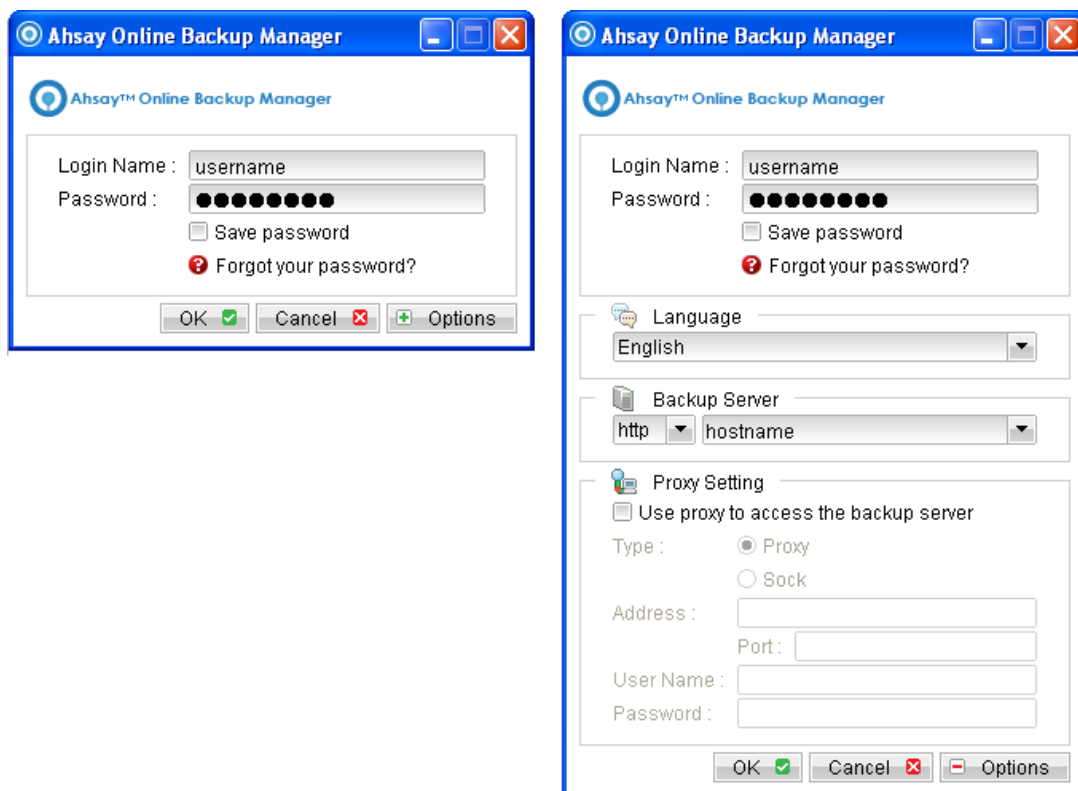 Ahsay Online Backup Manager
Ahsay™ Online Backup Manager
Login Name : username
Password : ●●●●●●●●
Save password
Forgot your password?
OK Cancel Options
Ahsay Online Backup Manager
Ahsay™ Online Backup Manager
Login Name : username
Password : ●●●●●●●●
Save password
Forgot your password?
Language
English
Backup Server
http hostname
Proxy Setting
Use proxy to access the backup server
Type : Proxy
Sock
Address :
Port :
User Name :
Password :
OK Cancel Options